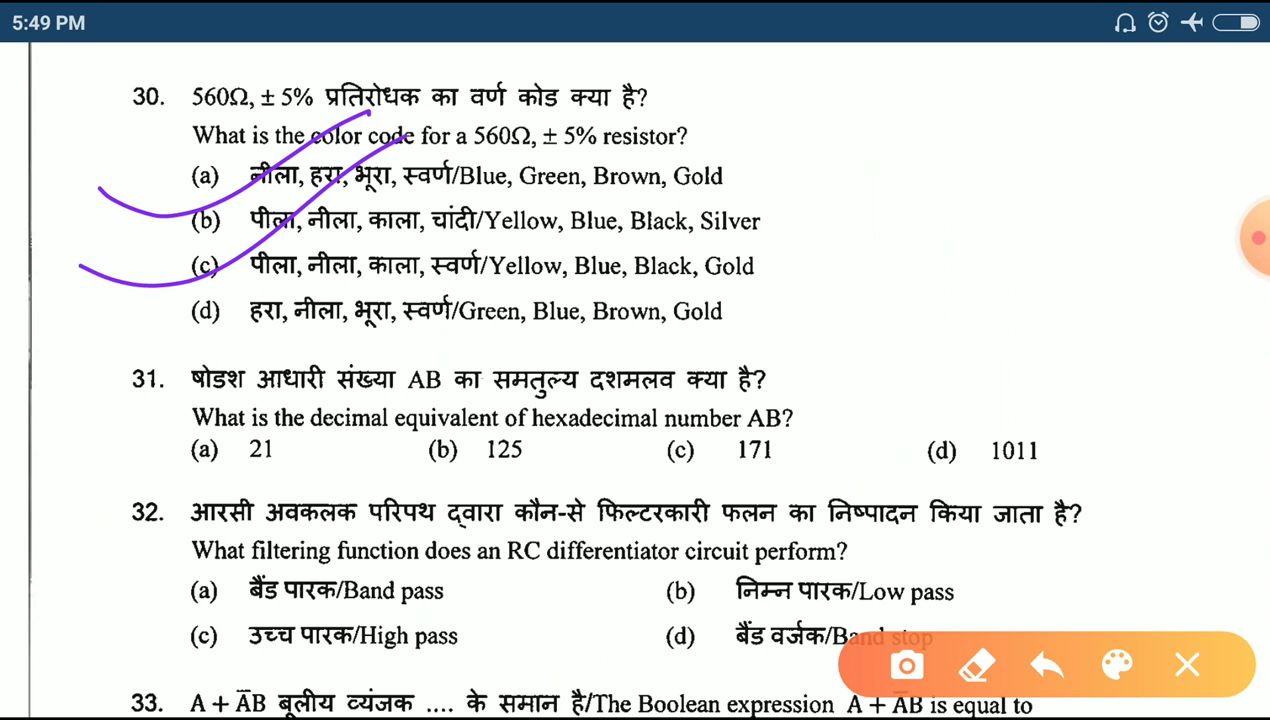 5:49 PM
30. 560Ω, ± 5% प्रतिरोधक का वर्ण कोड क्या है?
What is the color code for a 560Ω, ± 5% resistor?
(a) नीला, हरा, भूरा, स्वर्ण/Blue, Green, Brown, Gold
(b) पीला, नीला, काला, चांदी/Yellow, Blue, Black, Silver
(c) पीला, नीला, काला, स्वर्ण/Yellow, Blue, Black, Gold
(d) हरा, नीला, भूरा, स्वर्ण/Green, Blue, Brown, Gold
31. षोडश आधारी संख्या AB का समतुल्य दशमलव क्या है?
What is the decimal equivalent of hexadecimal number AB?
(a) 21 (b) 125 (c) 171 (d) 1011
32. आरसी अवकलक परिपथ द्वारा कौन-से फिल्टरकारी फलन का निष्पादन किया जाता है?
What filtering function does an RC differentiator circuit perform?
(a) बैंड पारक/Band pass (b) निम्न पारक/Low pass
(c) उच्च पारक/High pass (d) बैंड वर्जक/Band stop
33. A + A̅B बूलीय व्यंजक .... के समान है/The Boolean expression A + A̅B is equal to